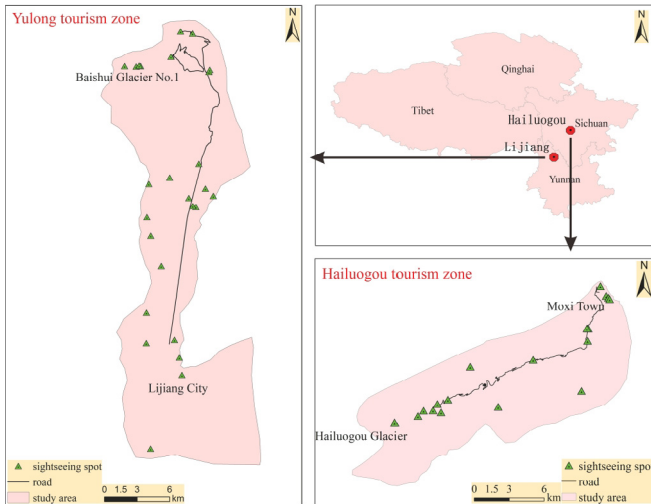 Yulong tourism zone
N
Baishui Glacier No.1
Lijiang City
sightseeing spot
road
study area
0 1.5 3 6
km
N
Qinghai
Tibet
Hailuogou
Sichuan
Lijiang
Yunnan
Hailuogou tourism zone
N
Moxi Town
Hailuogou Glacier
sightseeing spot
road
study area
0 1.5 3 6
km